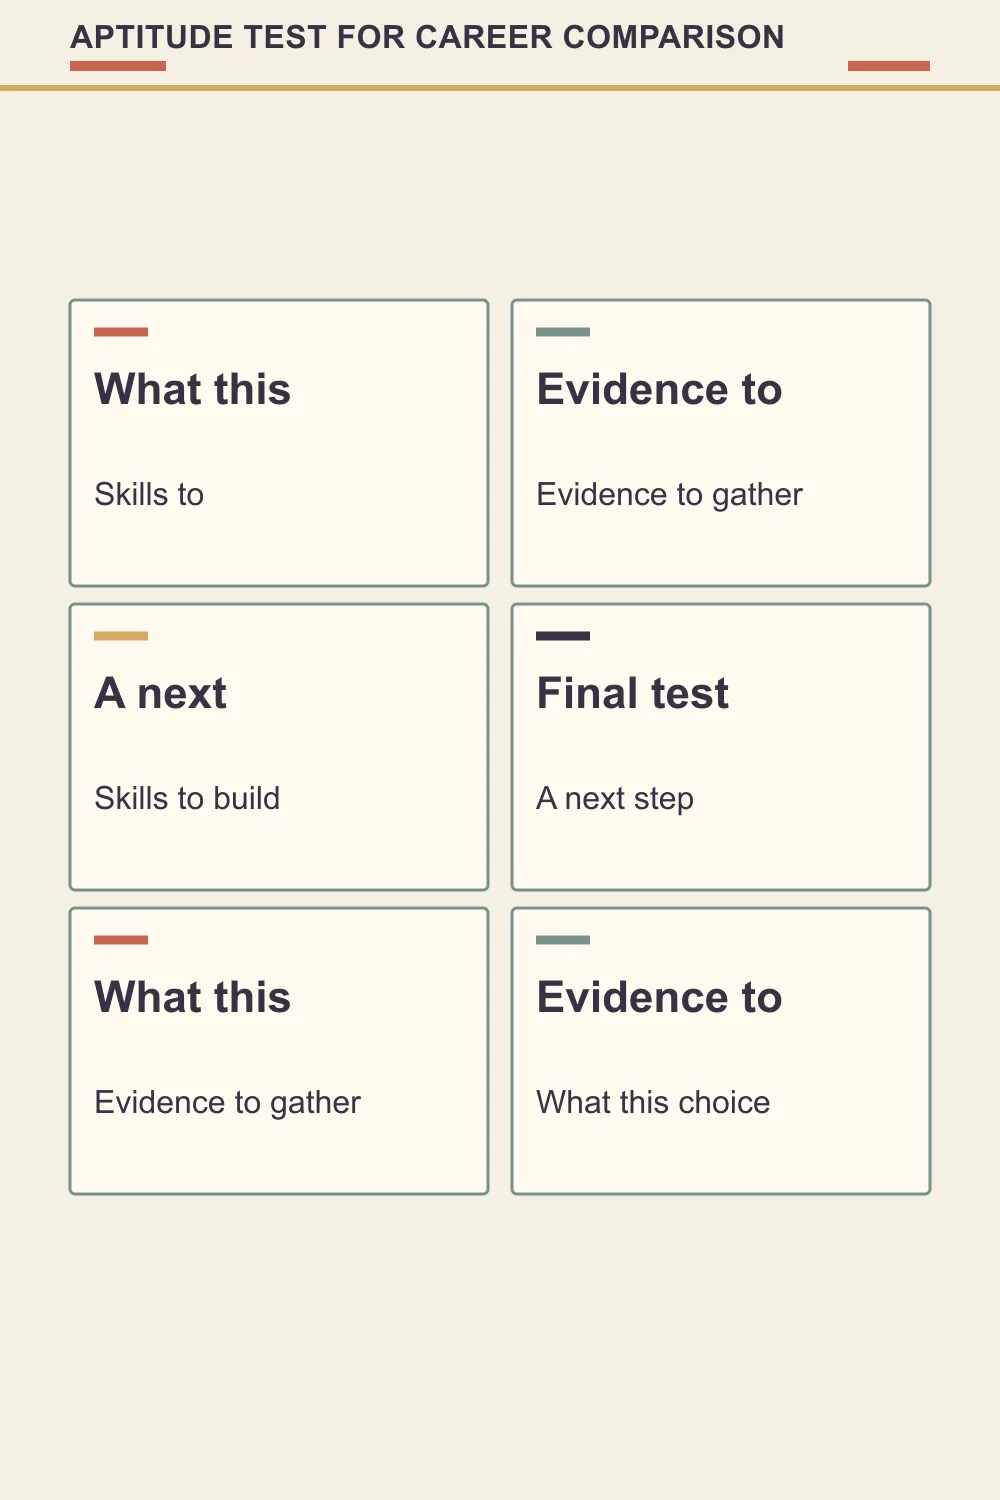 APTITUDE TEST FOR CAREER COMPARISON
What this
Skills to
Evidence to
Evidence to gather
A next
Skills to build
Final test
A next step
What this
Evidence to gather
Evidence to
What this choice